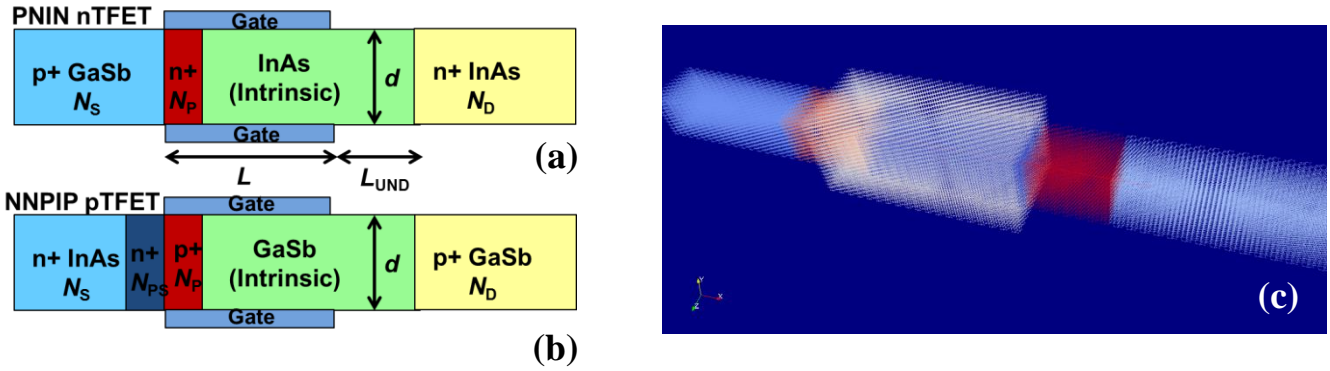 PNIN nTFET
Gate
p+ GaSb
NS
n+
NP
InAs
(Intrinsic)
d
n+ InAs
ND
Gate
(a)
L
LUND
NNPIP pTFET
Gate
n+ InAs
NS
n+
NPS
p+
NP
GaSb
(Intrinsic)
d
p+ GaSb
ND
Gate
(b)
Y
X
Z
(c)